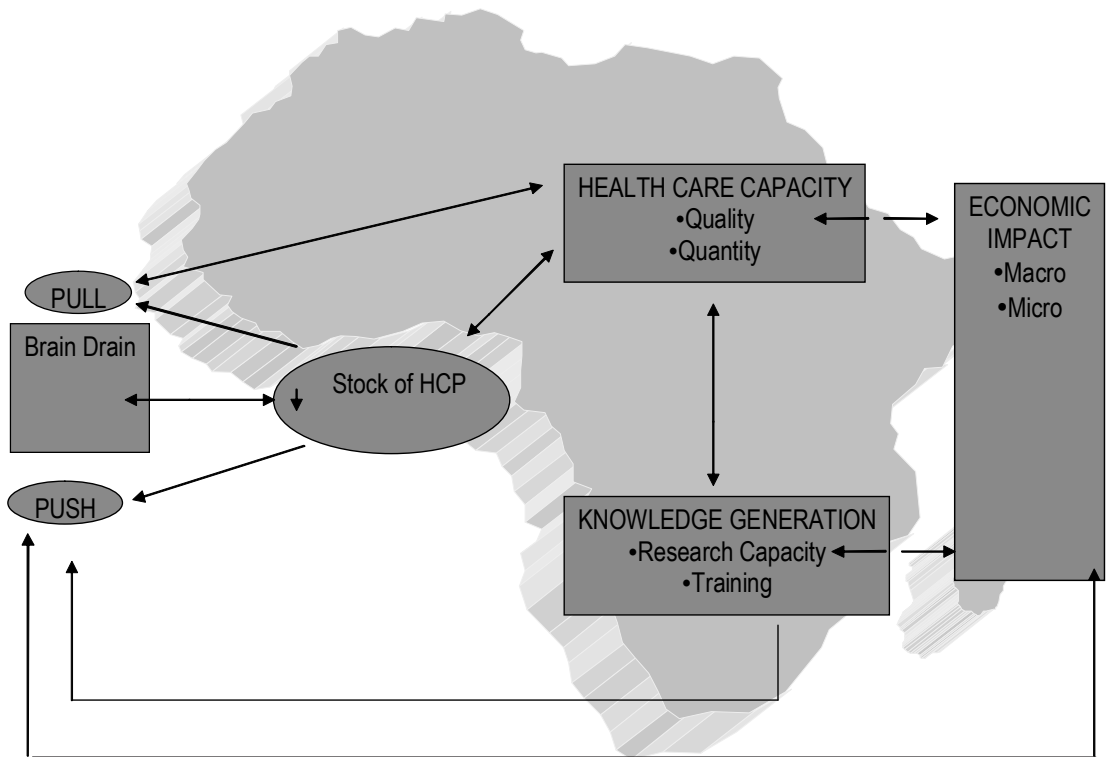 HEALTH CARE CAPACITY
•Quality
•Quantity
ECONOMIC
IMPACT
•Macro
•Micro
PULL
Brain Drain
Stock of HCP
PUSH
KNOWLEDGE GENERATION
•Research Capacity
•Training